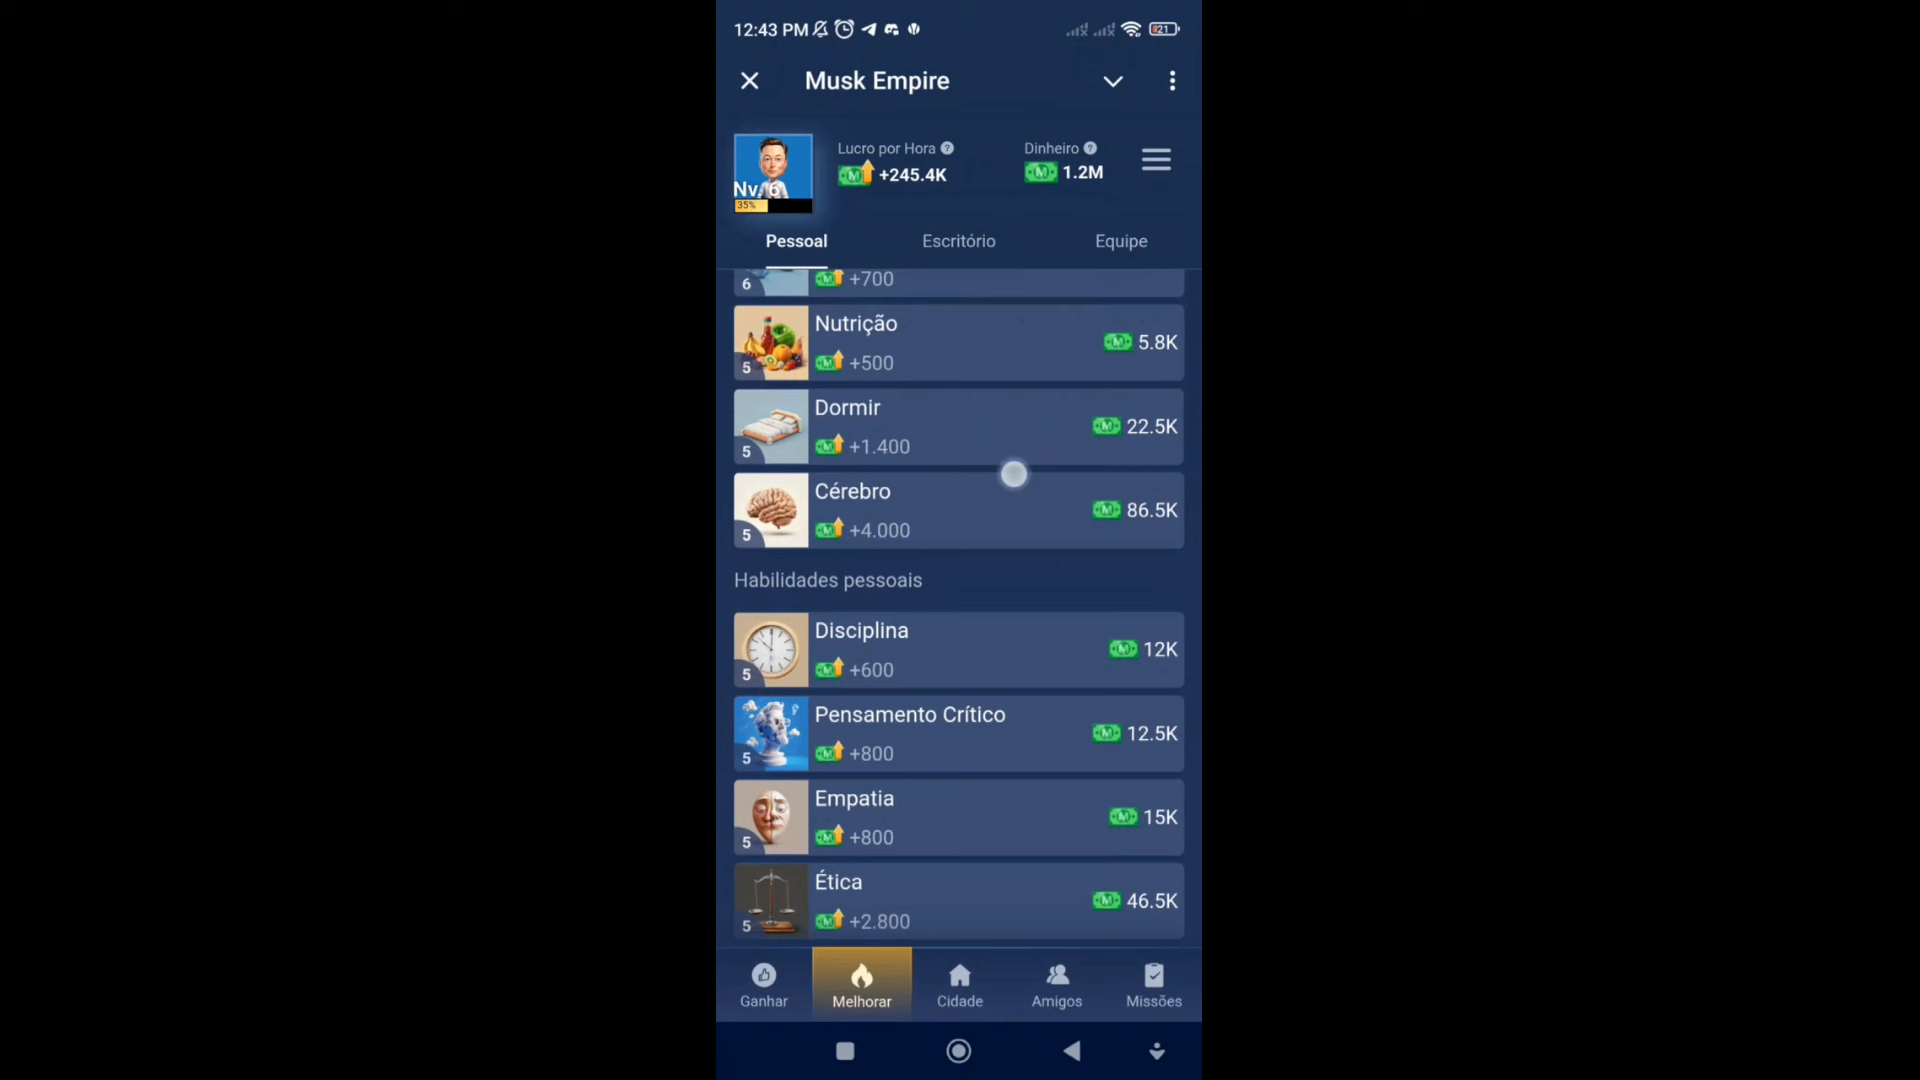 12:43 PM
21
Musk Empire
Lucro por Hora ?
Dinheiro ?
M +245.4K
M 1.2M
Nv. 6
35%
Pessoal
Escritório
Equipe
6
M +700
Nutrição
M 5.8K
5
M +500
Dormir
M 22.5K
5
M +1.400
Cérebro
M 86.5K
5
M +4.000
Habilidades pessoais
Disciplina
M 12K
5
M +600
Pensamento Crítico
M 12.5K
5
M +800
Empatia
M 15K
5
M +800
Ética
M 46.5K
5
M +2.800
Ganhar
Melhorar
Cidade
Amigos
Missões